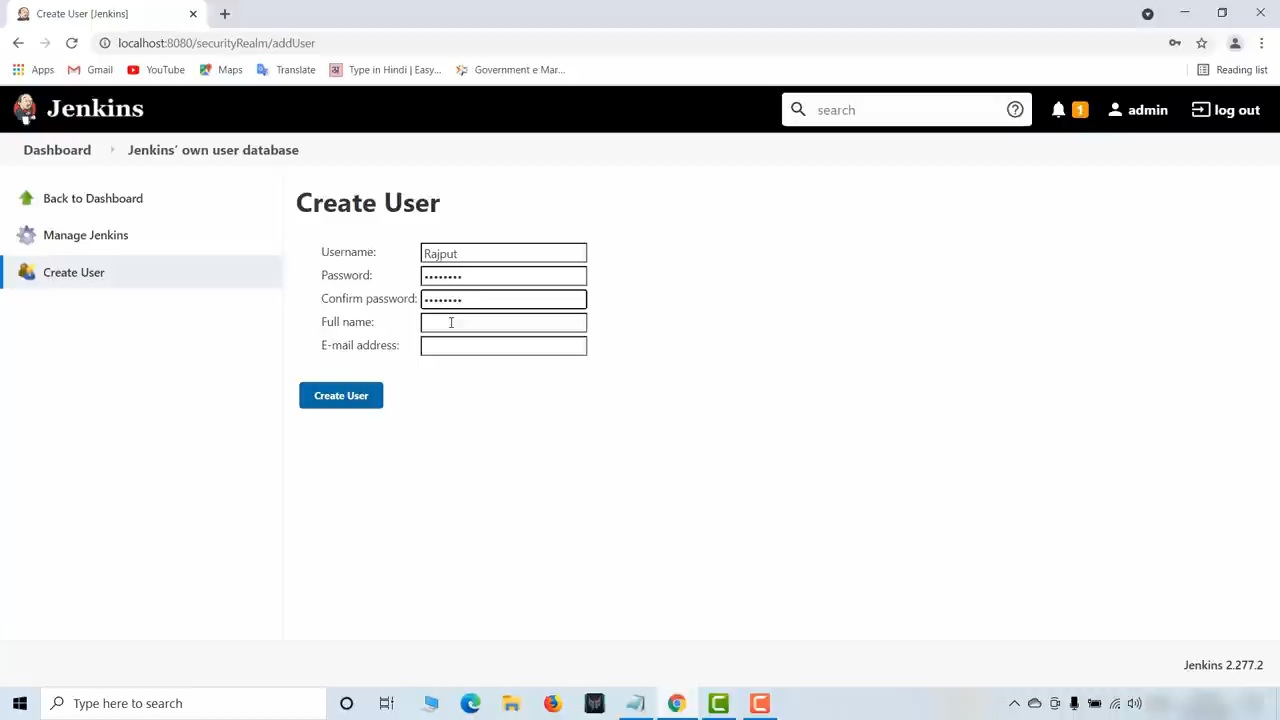 Create User [Jenkins]
localhost:8080/securityRealm/addUser
Apps Gmail YouTube Maps Translate Type in Hindi | Easy... Government e Mar... Reading list
Jenkins search 1 admin log out
Dashboard Jenkins' own user database
Back to Dashboard
Manage Jenkins
Create User
Create User
Username: Rajput
Password: ••••••••
Confirm password: ••••••••
Full name:
E-mail address:
Create User
Jenkins 2.277.2
Type here to search